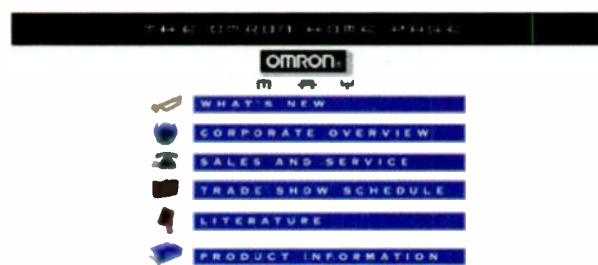 THE OMRON HOME PAGE
OMRON
WHAT'S NEW
CORPORATE OVERVIEW
SALES AND SERVICE
TRADE SHOW SCHEDULE
LITERATURE
PRODUCT INFORMATION